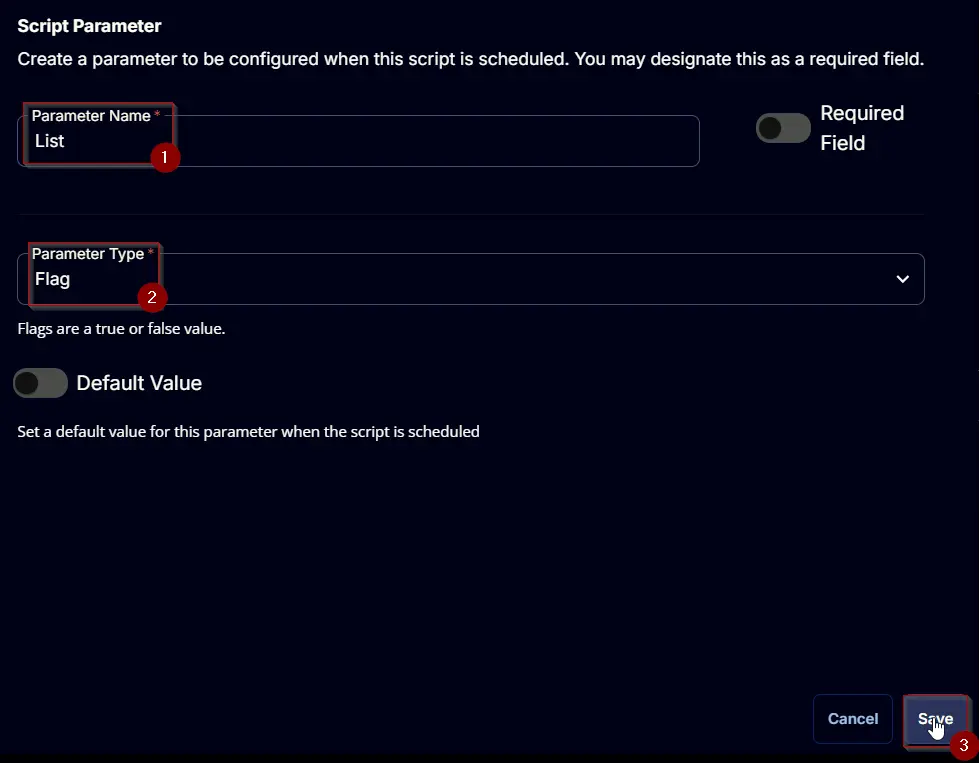 Script Parameter
Create a parameter to be configured when this script is scheduled. You may designate this as a required field.
Parameter Name *
List
1
Required
Field
Parameter Type *
Flag
2
Flags are a true or false value.
Default Value
Set a default value for this parameter when the script is scheduled
Cancel
Save
3